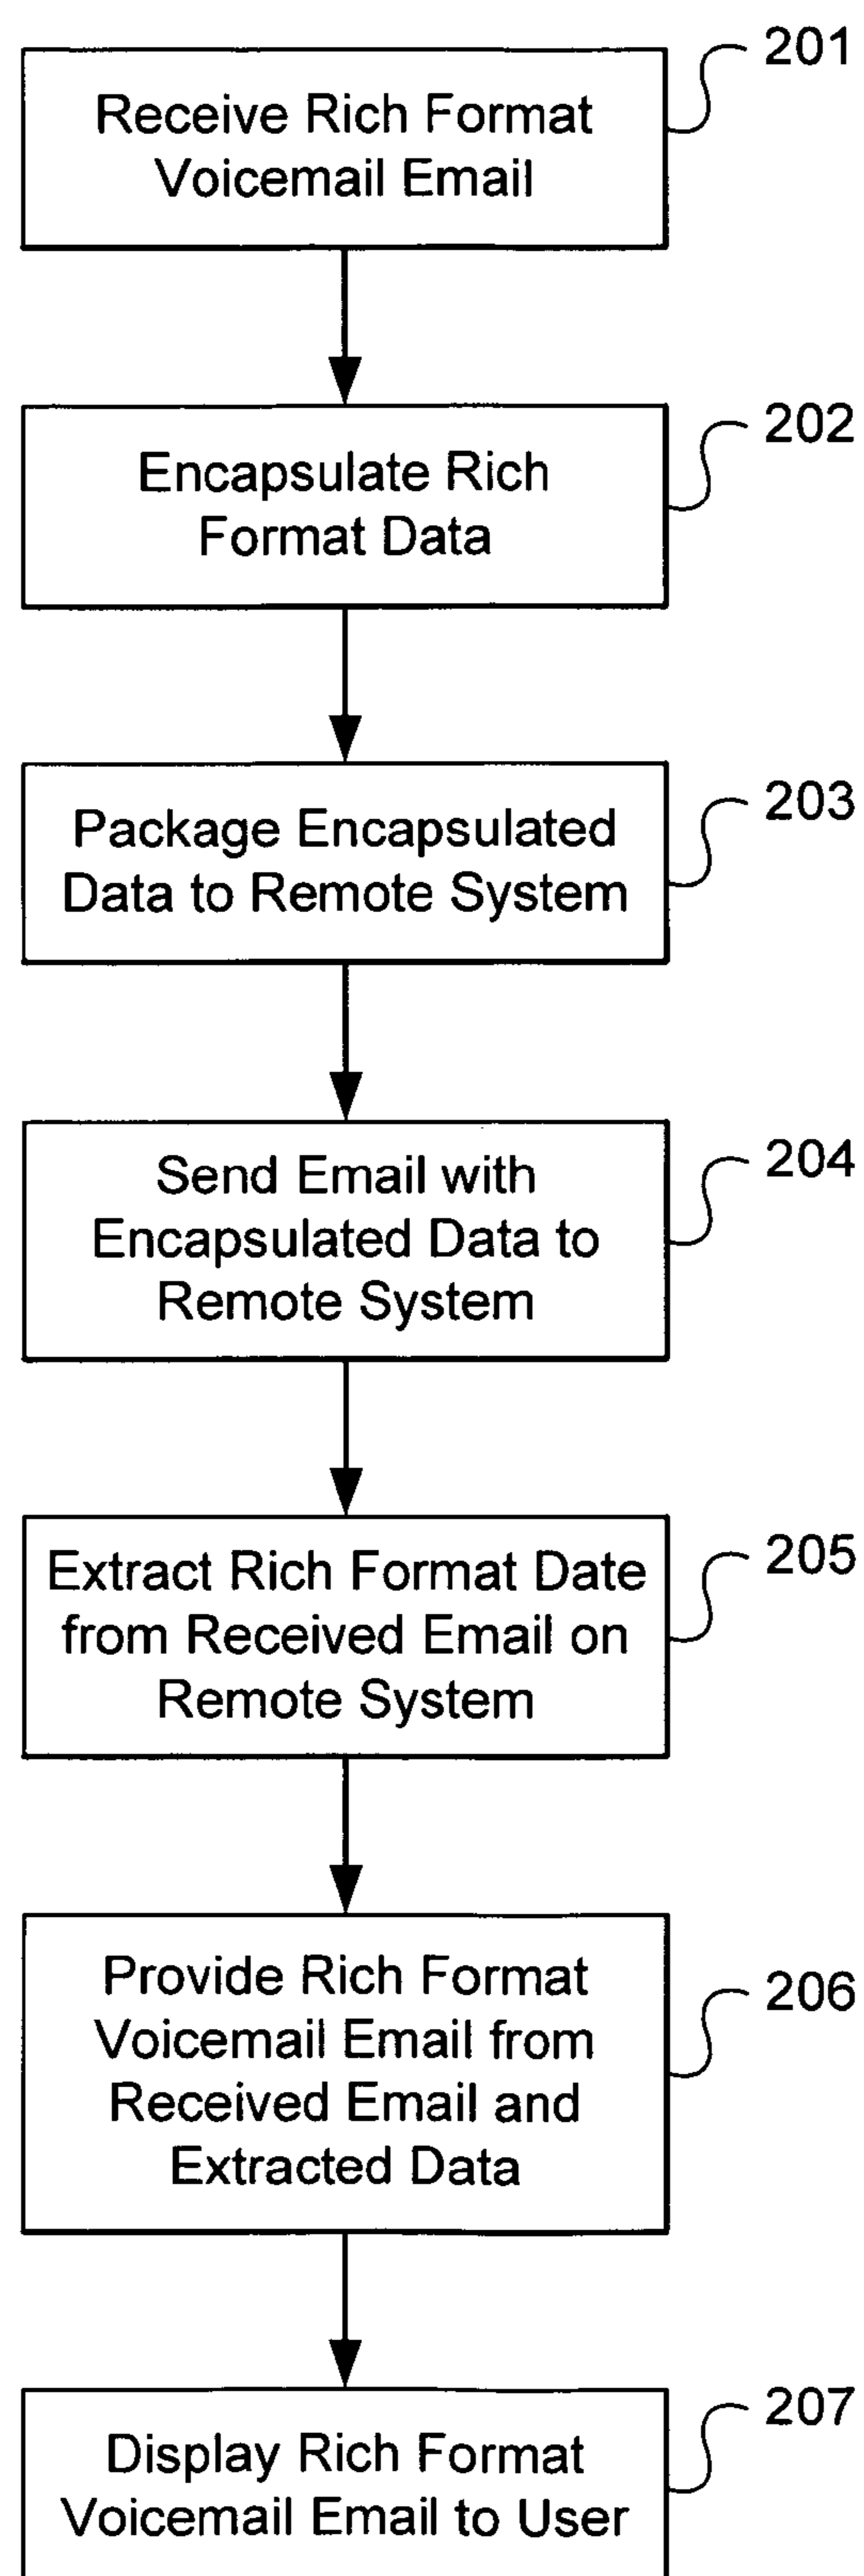 201
Receive Rich Format
Voicemail Email
202
Encapsulate Rich
Format Data
203
Package Encapsulated
Data to Remote System
204
Send Email with
Encapsulated Data to
Remote System
205
Extract Rich Format Date
from Received Email on
Remote System
206
Provide Rich Format
Voicemail Email from
Received Email and
Extracted Data
207
Display Rich Format
Voicemail Email to User